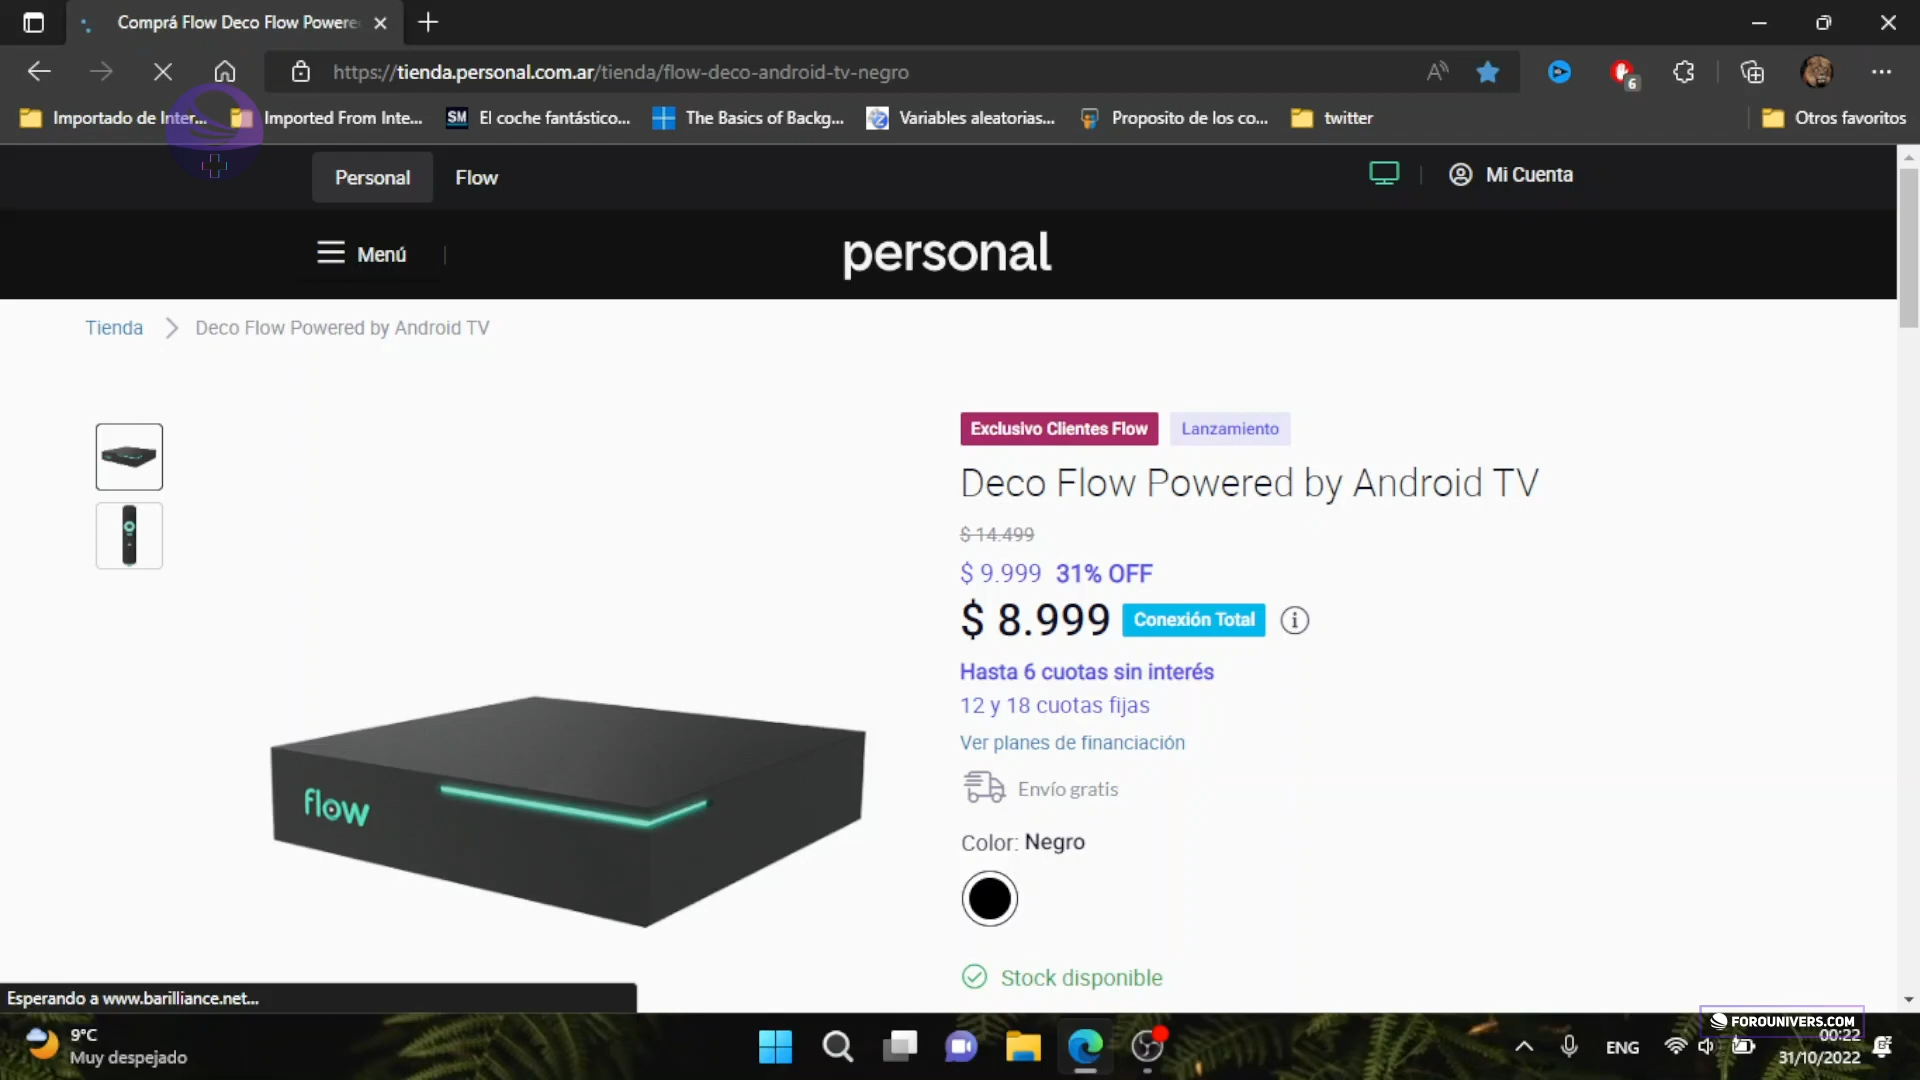 Comprá Flow Deco Flow Powere
https://tienda.personal.com.ar/tienda/flow-deco-android-tv-negro
6
Importado de Inter...
Imported From Inte...
SM El coche fantástico...
The Basics of Backg...
Variables aleatorias...
Proposito de los co...
twitter
Otros favoritos
Personal
Flow
Mi Cuenta
Menú
personal
Tienda
Deco Flow Powered by Android TV
Exclusivo Clientes Flow
Lanzamiento
Deco Flow Powered by Android TV
$ 14.499
$ 9.999 31% OFF
$ 8.999 Conexión Total
Hasta 6 cuotas sin interés
12 y 18 cuotas fijas
Ver planes de financiación
Envío gratis
Color: Negro
flow
Stock disponible
Esperando a www.barilliance.net...
9°C
Muy despejado
ENG
FOROUNIVERS.COM
00:22
31/10/2022